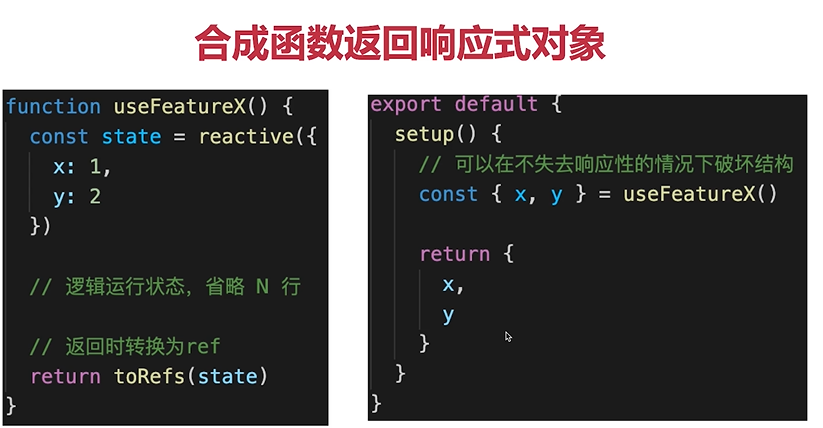 合成函数返回响应式对象
function useFeatureX() {
  const state = reactive({
    x: 1,
    y: 2
  })
  // 逻辑运行状态，省略 N 行
  // 返回时转换为ref
  return toRefs(state)
}
export default {
  setup() {
    // 可以在不失去响应性的情况下破坏结构
    const { x, y } = useFeatureX()
    return {
      x,
      y
    }
  }
}